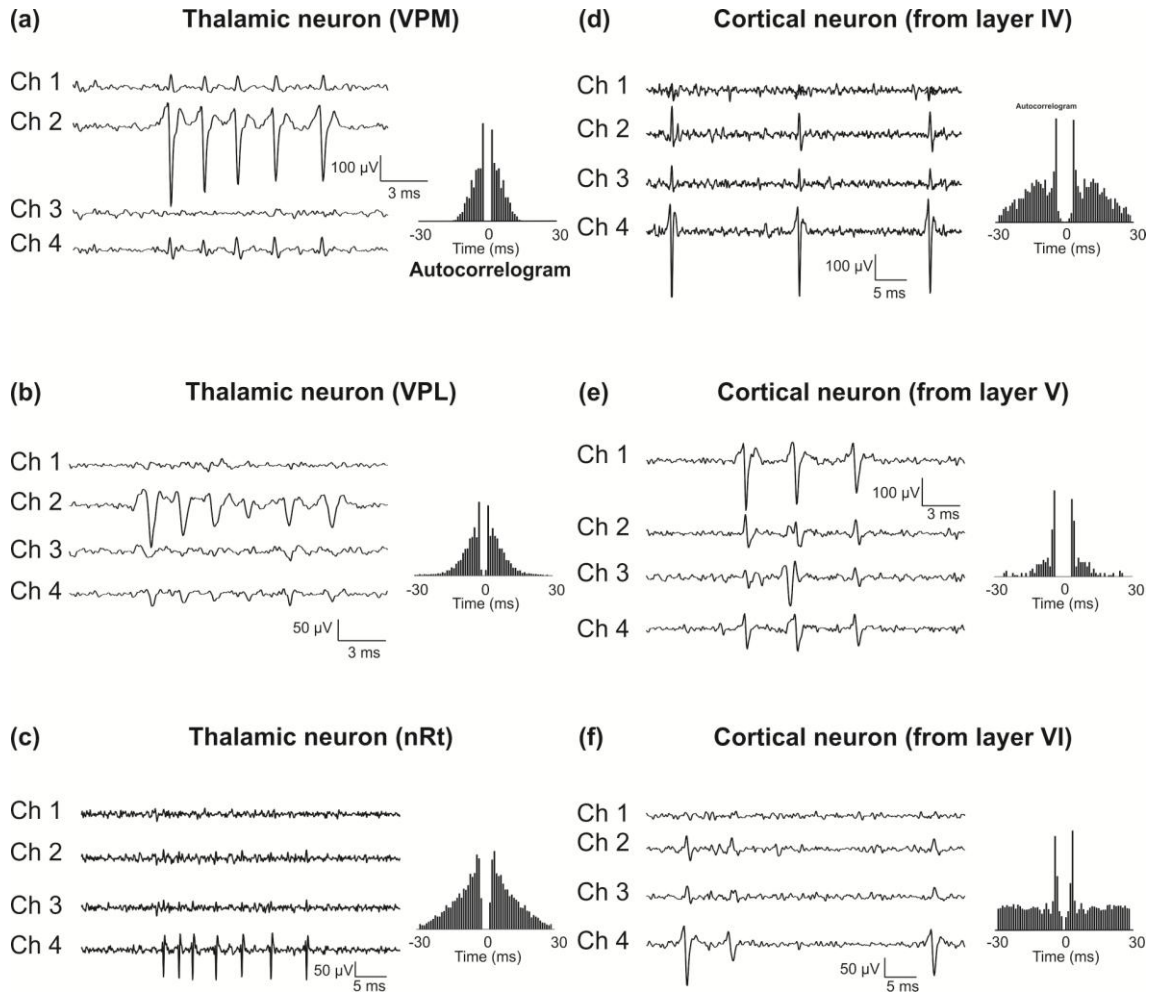 (a) Thalamic neuron (VPM)
Ch 1
Ch 2
100 µV
3 ms
Ch 3
Ch 4
-30 0 30
Time (ms)
Autocorrelogram
(b) Thalamic neuron (VPL)
Ch 1
Ch 2
Ch 3
Ch 4
50 µV
3 ms
-30 0 30
Time (ms)
(c) Thalamic neuron (nRt)
Ch 1
Ch 2
Ch 3
Ch 4
50 µV
5 ms
-30 0 30
Time (ms)
(d) Cortical neuron (from layer IV)
Ch 1
Ch 2
Ch 3
Ch 4
100 µV
5 ms
Autocorrelogram
-30 0 30
Time (ms)
(e) Cortical neuron (from layer V)
Ch 1
100 µV
3 ms
Ch 2
Ch 3
Ch 4
-30 0 30
Time (ms)
(f) Cortical neuron (from layer VI)
Ch 1
Ch 2
Ch 3
Ch 4
50 µV
5 ms
-30 0 30
Time (ms)